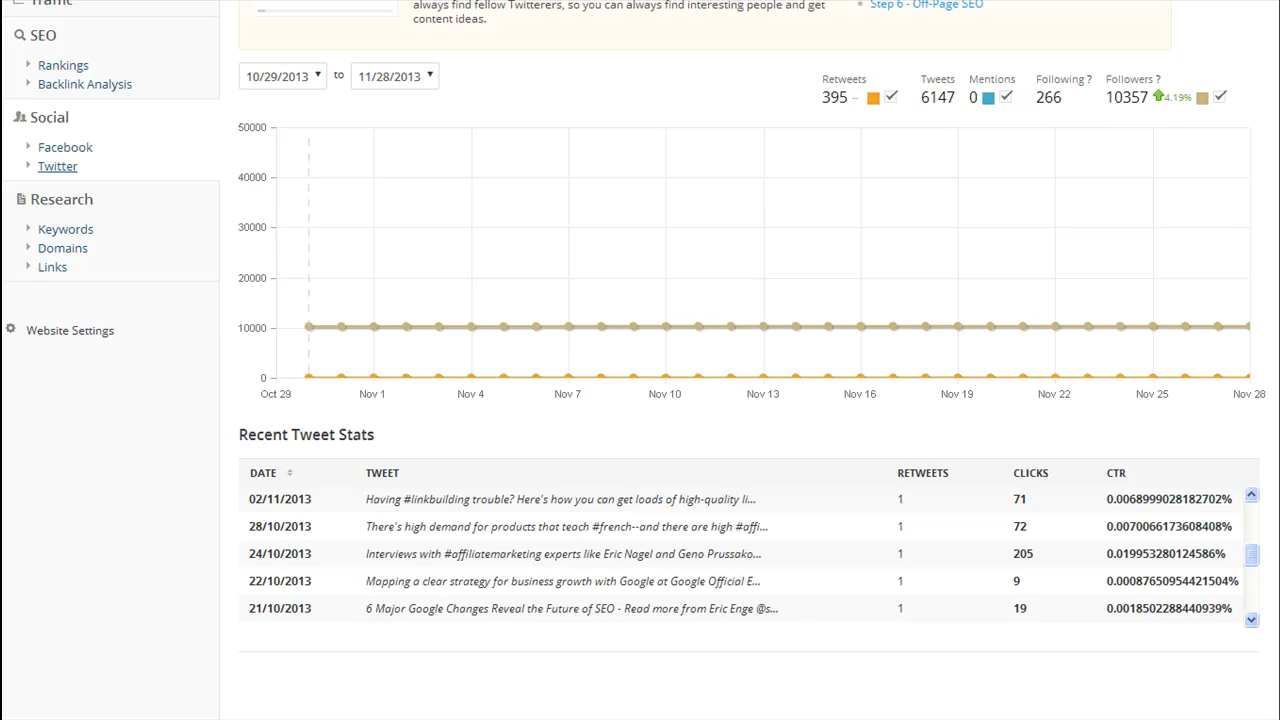 Traffic
always find fellow Twitterers, so you can always find interesting people and get
content ideas.
Step 6 - Off-Page SEO
SEO
Rankings
Backlink Analysis
Social
Facebook
Twitter
Research
Keywords
Domains
Links
Website Settings
10/29/2013 to 11/28/2013
Retweets Tweets Mentions Following ? Followers ?
395 -- 6147 0 266 10357 4.19%
50000
40000
30000
20000
10000
0
Oct 29 Nov 1 Nov 4 Nov 7 Nov 10 Nov 13 Nov 16 Nov 19 Nov 22 Nov 25 Nov 28
Recent Tweet Stats
DATE TWEET RETWEETS CLICKS CTR
02/11/2013 Having #linkbuilding trouble? Here's how you can get loads of high-quality li... 1 71 0.0068999028182702%
28/10/2013 There's high demand for products that teach #french--and there are high #affi... 1 72 0.0070066173608408%
24/10/2013 Interviews with #affiliatemarketing experts like Eric Nagel and Geno Prussako... 1 205 0.019953280124586%
22/10/2013 Mapping a clear strategy for business growth with Google at Google Official E... 1 9 0.00087650954421504%
21/10/2013 6 Major Google Changes Reveal the Future of SEO - Read more from Eric Enge @s... 1 19 0.0018502288440939%